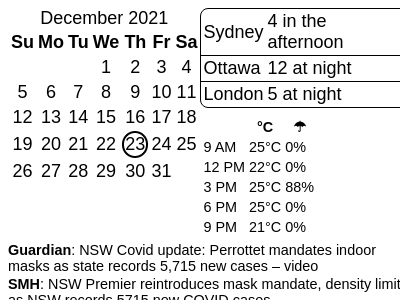 December 2021
Su Mo Tu We Th Fr Sa
1 2 3 4
5 6 7 8 9 10 11
12 13 14 15 16 17 18
19 20 21 22 23 24 25
26 27 28 29 30 31
Sydney 4 in the
afternoon
Ottawa 12 at night
London 5 at night
°C ☂
9 AM 25°C 0%
12 PM 22°C 0%
3 PM 25°C 88%
6 PM 25°C 0%
9 PM 21°C 0%
Guardian: NSW Covid update: Perrottet mandates indoor
masks as state records 5,715 new cases – video
SMH: NSW Premier reintroduces mask mandate, density limit
as NSW records 5715 new COVID cases